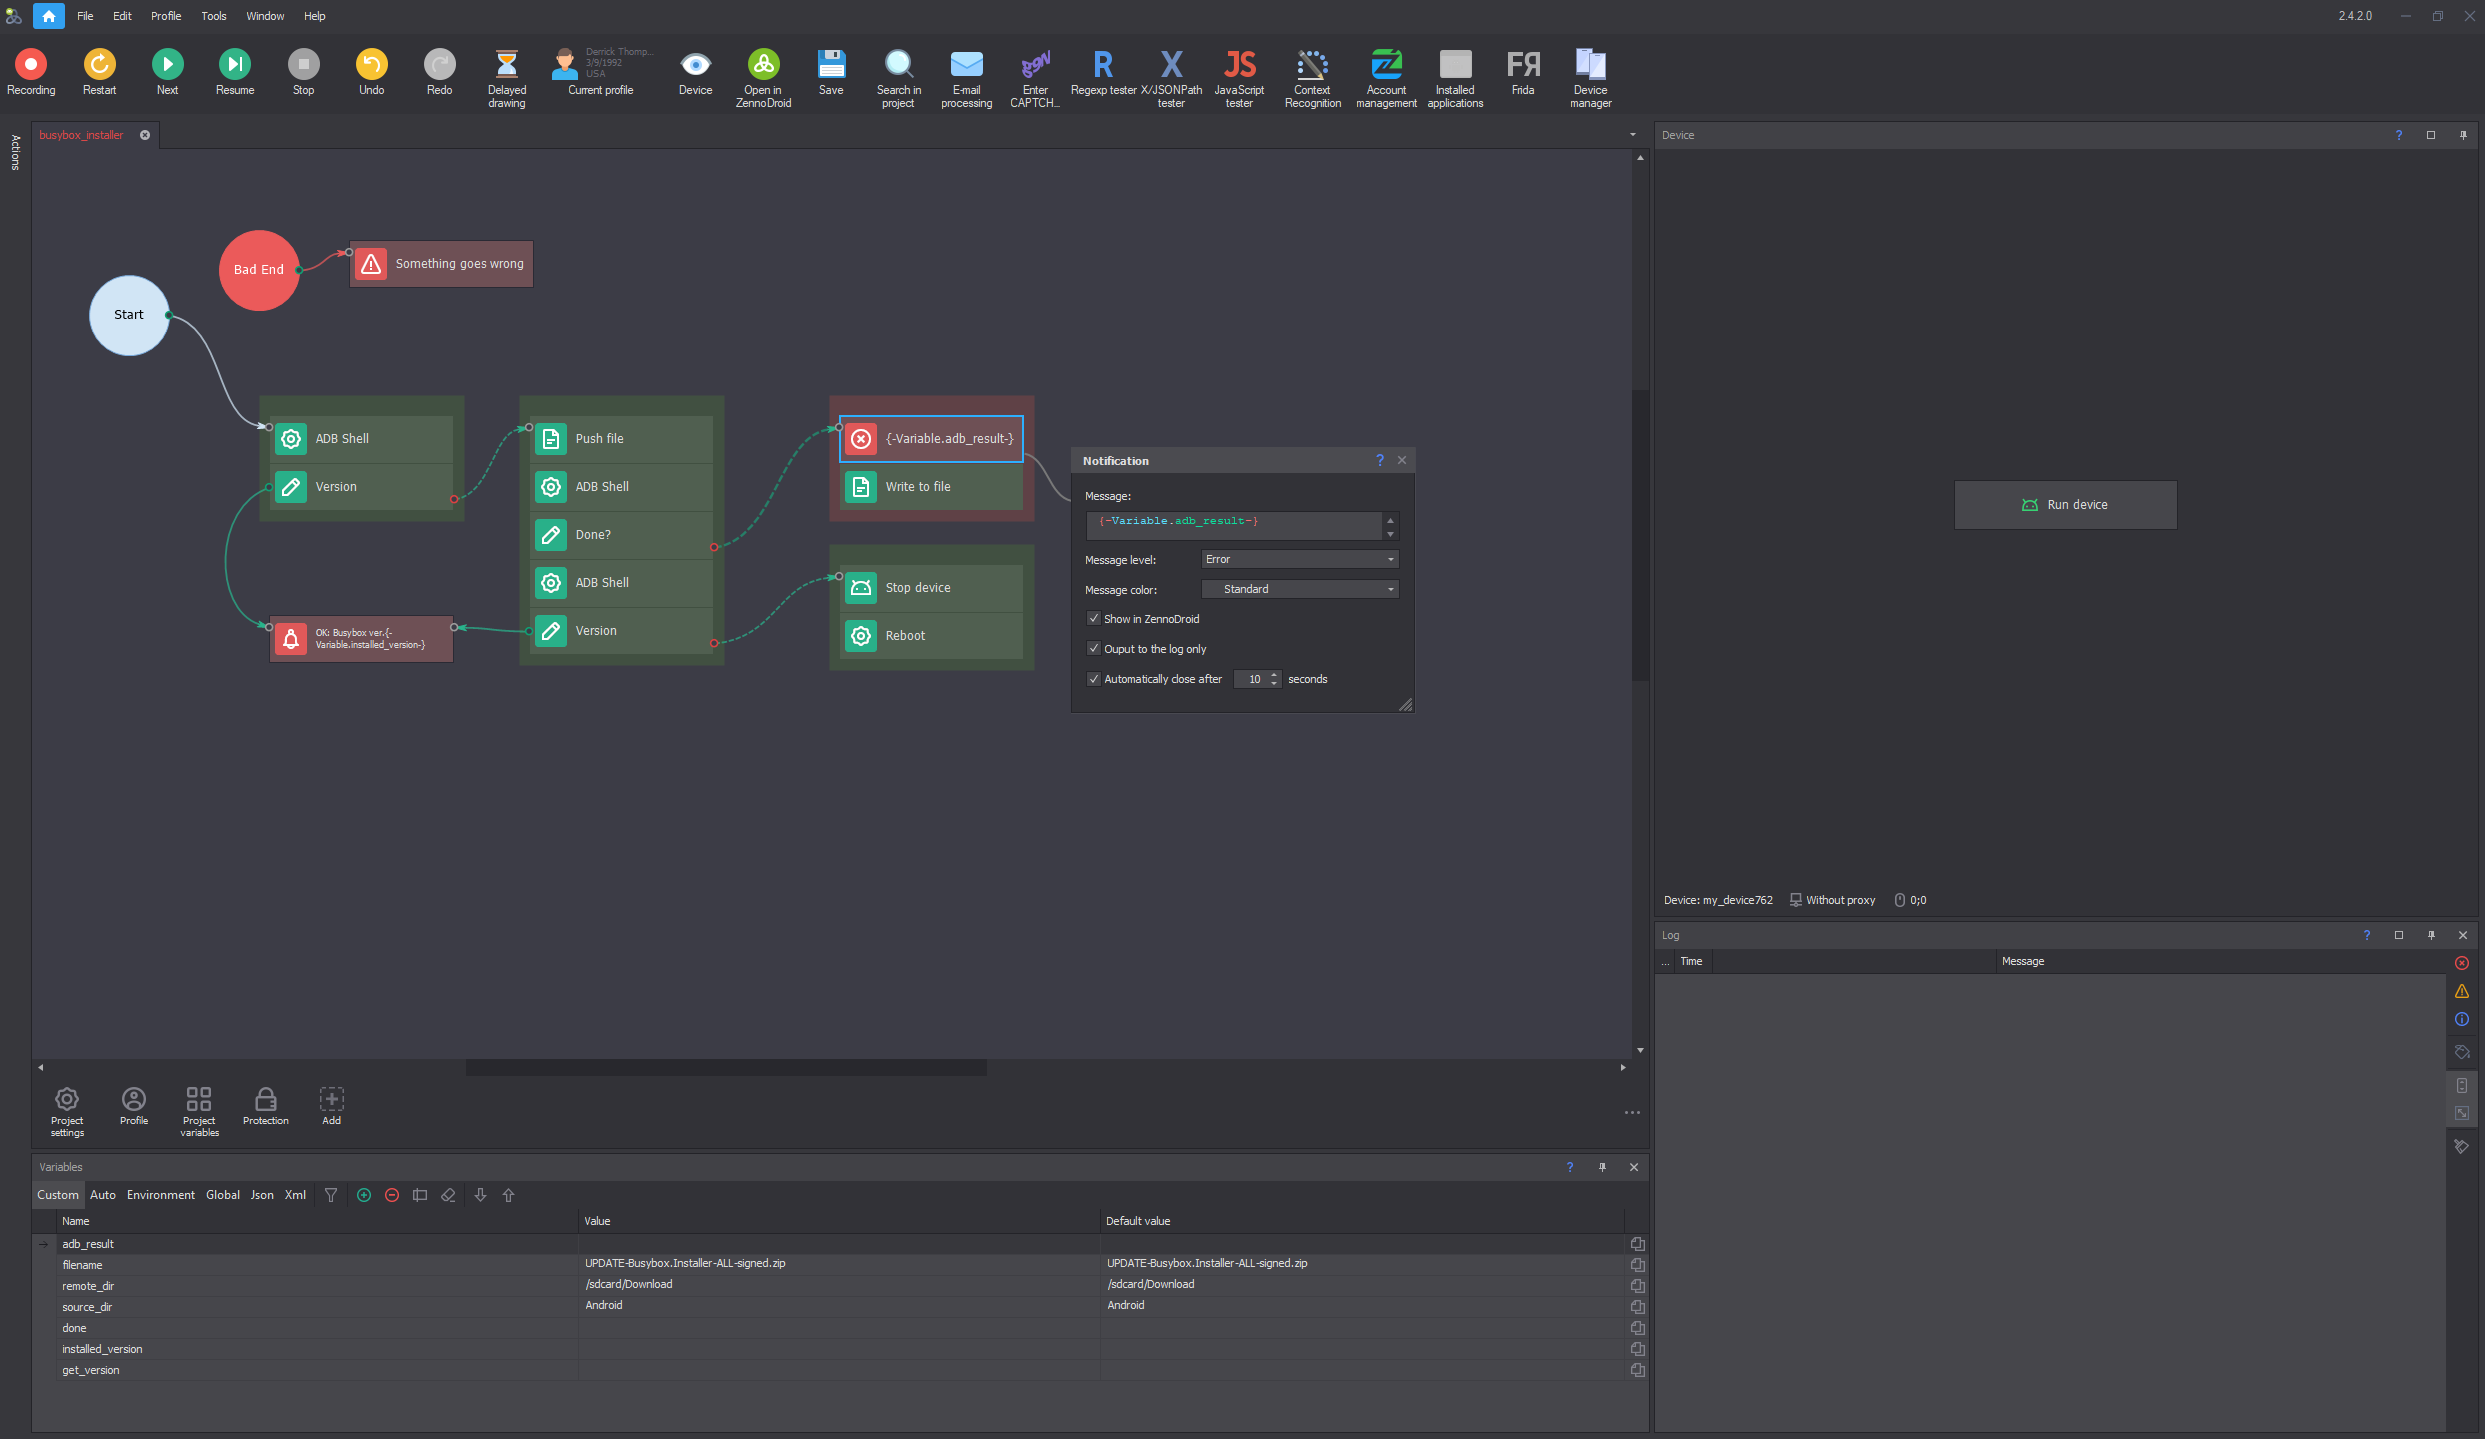 File Edit Profile Tools Window Help
2.4.2.0
Recording
Restart
Next
Resume
Stop
Undo
Redo
Delayed
drawing
Derrick Thomp...
3/9/1992
USA
Current profile
Device
Open in
ZennoDroid
Save
Search in
project
E-mail
processing
Enter
CAPTCH...
R
Regexp tester
X
X/JSONPath
tester
JS
JavaScript
tester
Context
Recognition
Account
management
Installed
applications
Frida
Device
manager
Actions
busybox_installer
Bad End
Something goes wrong
Start
ADB Shell
Version
OK: Busybox ver.{-
Variable.installed_version-}
Push file
ADB Shell
Done?
ADB Shell
Version
{-Variable.adb_result-}
Write to file
Stop device
Reboot
Notification
Message:
{-Variable.adb_result-}
Message level: Error
Message color: Standard
Show in ZennoDroid
Ouput to the log only
Automatically close after 10 seconds
Device
Run device
Device: my_device762 Without proxy 0;0
Log
... Time Message
Project
settings
Profile
Project
variables
Protection
Add
Variables
Custom Auto Environment Global Json Xml
Name Value Default value
adb_result
filename UPDATE-Busybox.Installer-ALL-signed.zip UPDATE-Busybox.Installer-ALL-signed.zip
remote_dir /sdcard/Download /sdcard/Download
source_dir Android Android
done
installed_version
get_version